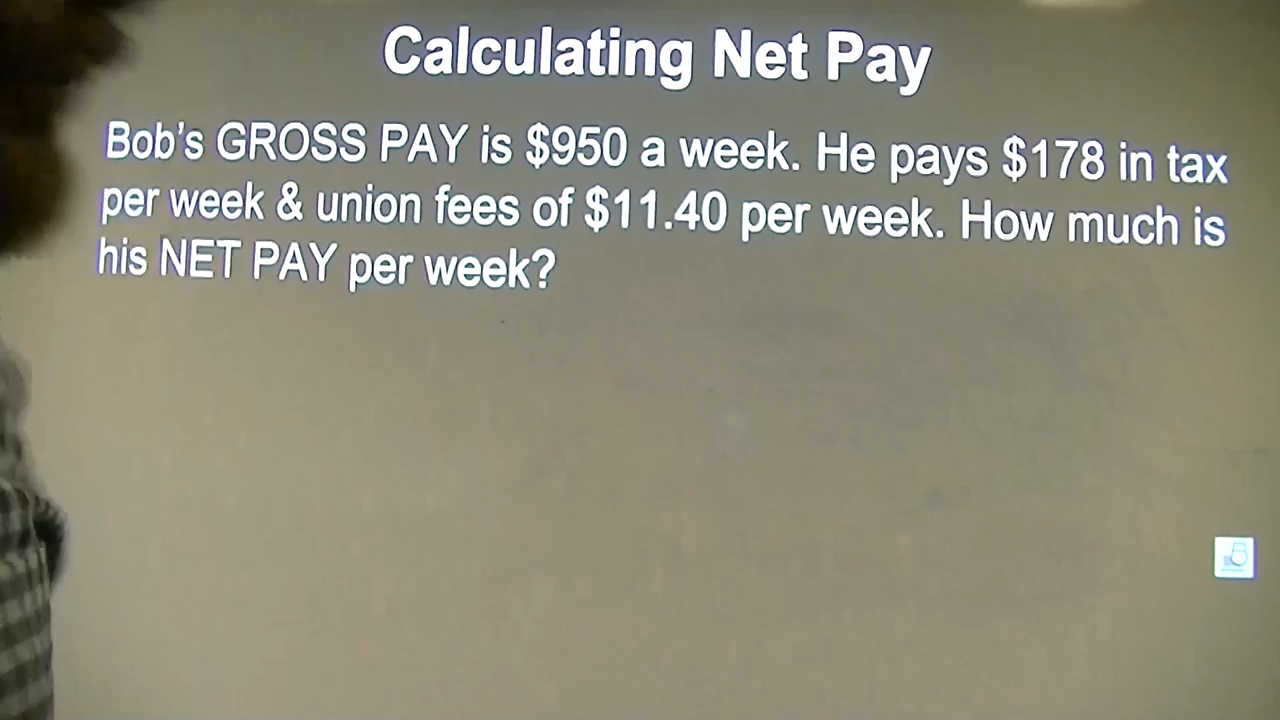 Calculating Net Pay
Bob's GROSS PAY is $950 a week. He pays $178 in tax
per week & union fees of $11.40 per week. How much is
his NET PAY per week?